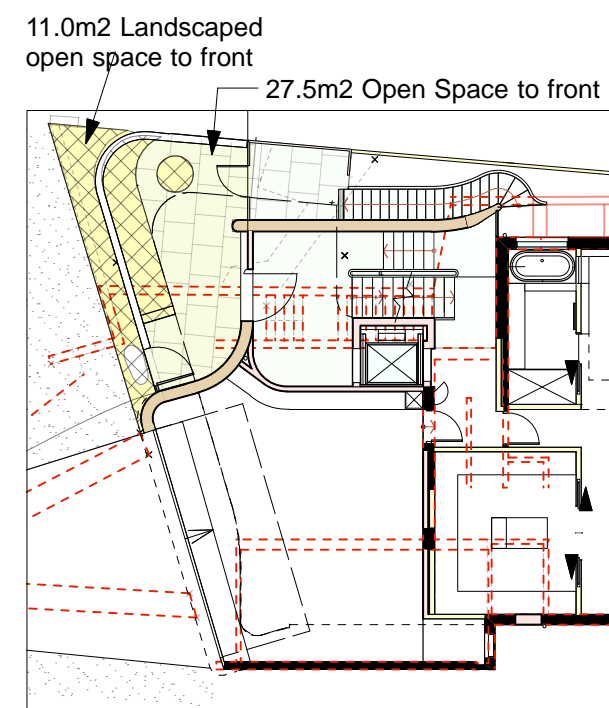 11.0m2 Landscaped
open space to front
27.5m2 Open Space to front